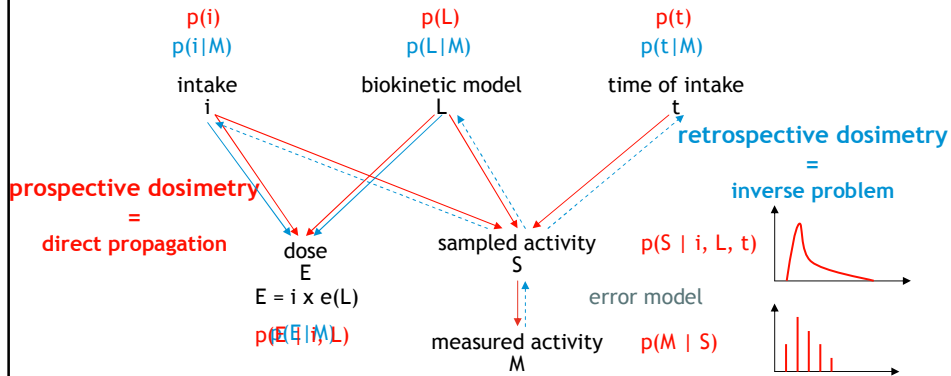 p(i)
p(L)
p(t)
p(i|M)
p(L|M)
p(t|M)
intake
i
biokinetic model
L
time of intake
t
retrospective dosimetry
=
inverse problem
prospective dosimetry
=
direct propagation
dose
E
E = i x e(L)
p(E | i, L)
p(E|M)
sampled activity
S
p(S | i, L, t)
error model
measured activity
M
p(M | S)